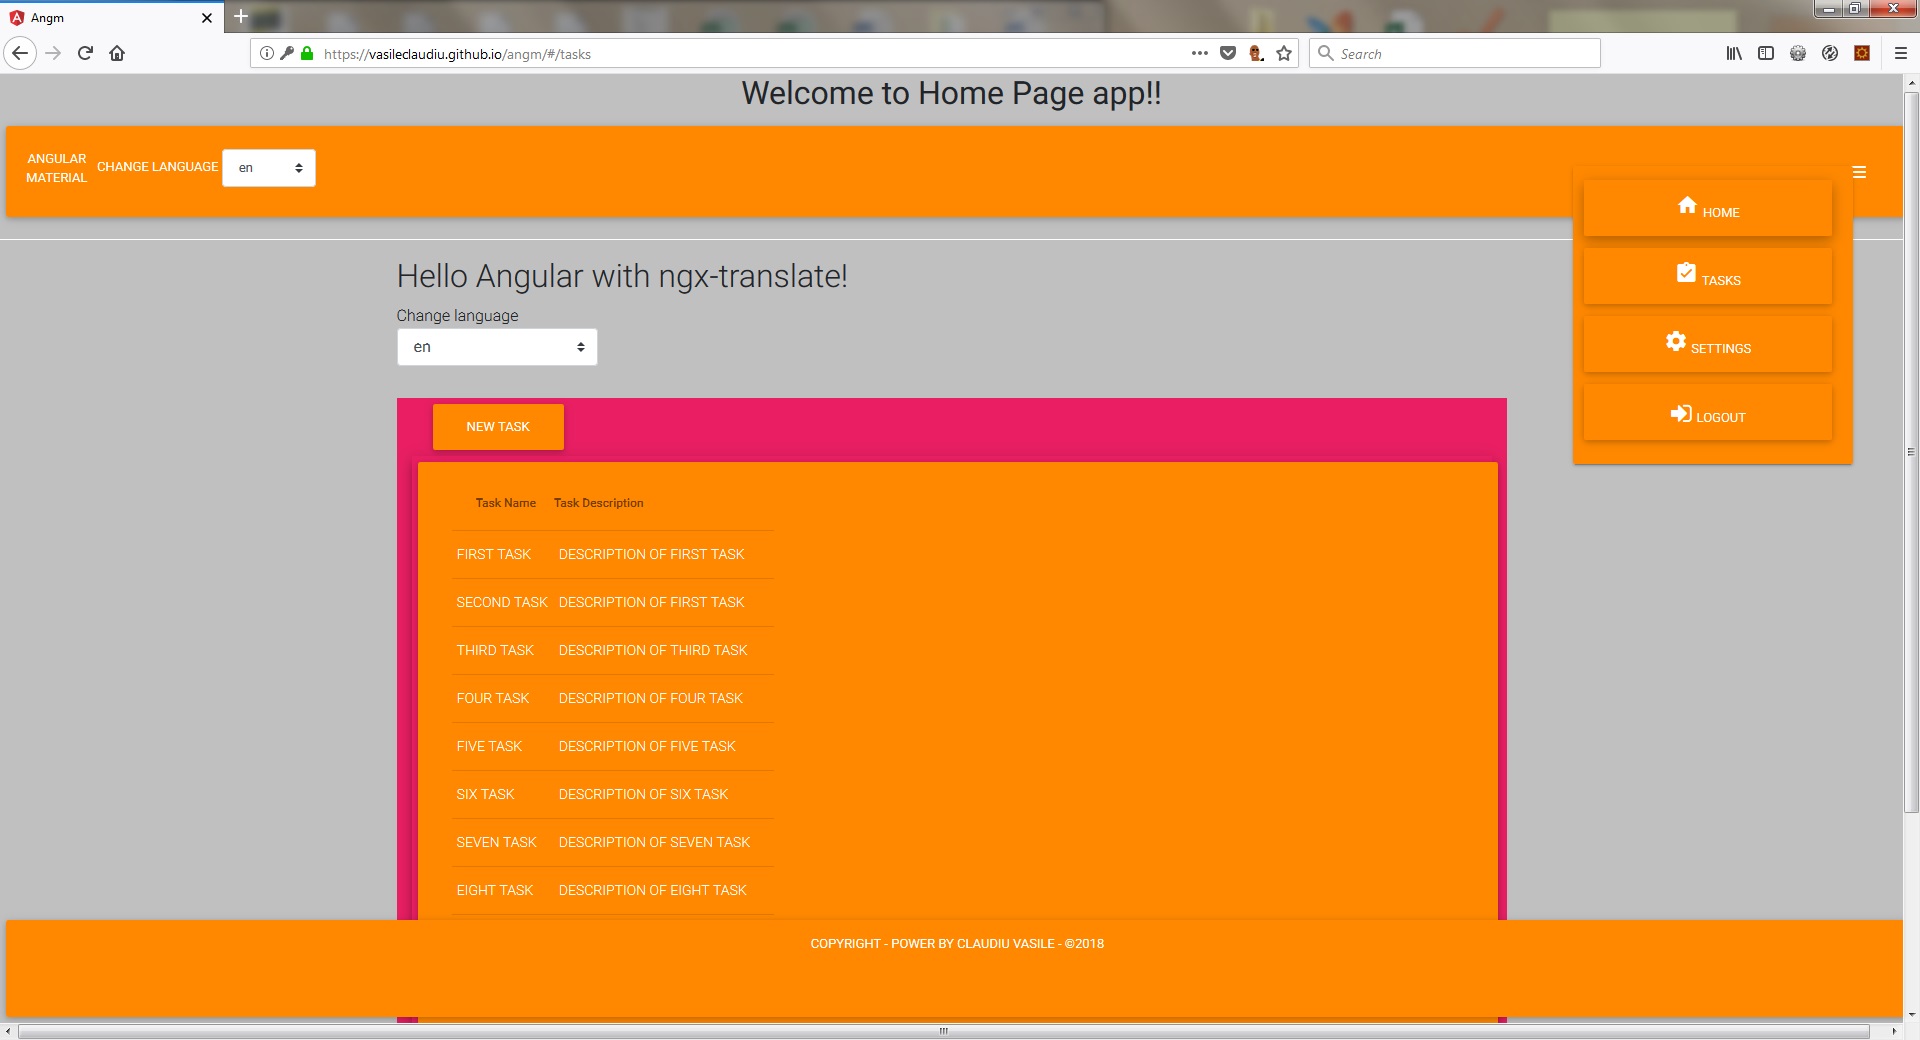 Angm
https://vasileclaudiu.github.io/angm/#/tasks
Search
Welcome to Home Page app!!
ANGULAR
MATERIAL
CHANGE LANGUAGE
en
HOME
TASKS
SETTINGS
LOGOUT
Hello Angular with ngx-translate!
Change language
en
NEW TASK
Task Name Task Description
FIRST TASK DESCRIPTION OF FIRST TASK
SECOND TASK DESCRIPTION OF FIRST TASK
THIRD TASK DESCRIPTION OF THIRD TASK
FOUR TASK DESCRIPTION OF FOUR TASK
FIVE TASK DESCRIPTION OF FIVE TASK
SIX TASK DESCRIPTION OF SIX TASK
SEVEN TASK DESCRIPTION OF SEVEN TASK
EIGHT TASK DESCRIPTION OF EIGHT TASK
COPYRIGHT - POWER BY CLAUDIU VASILE - ©2018